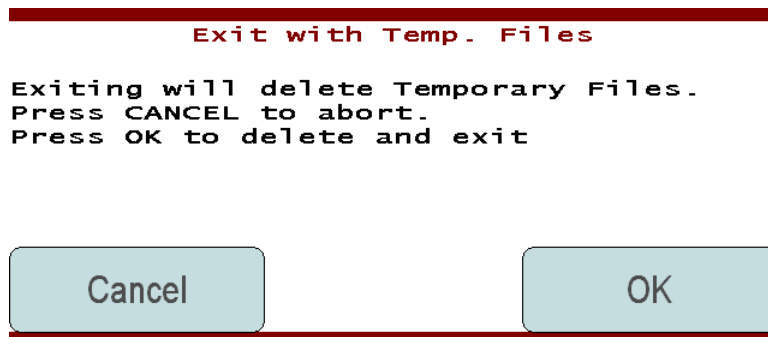 Exit with Temp. Files
Exiting will delete Temporary Files.
Press CANCEL to abort.
Press OK to delete and exit
Cancel
OK